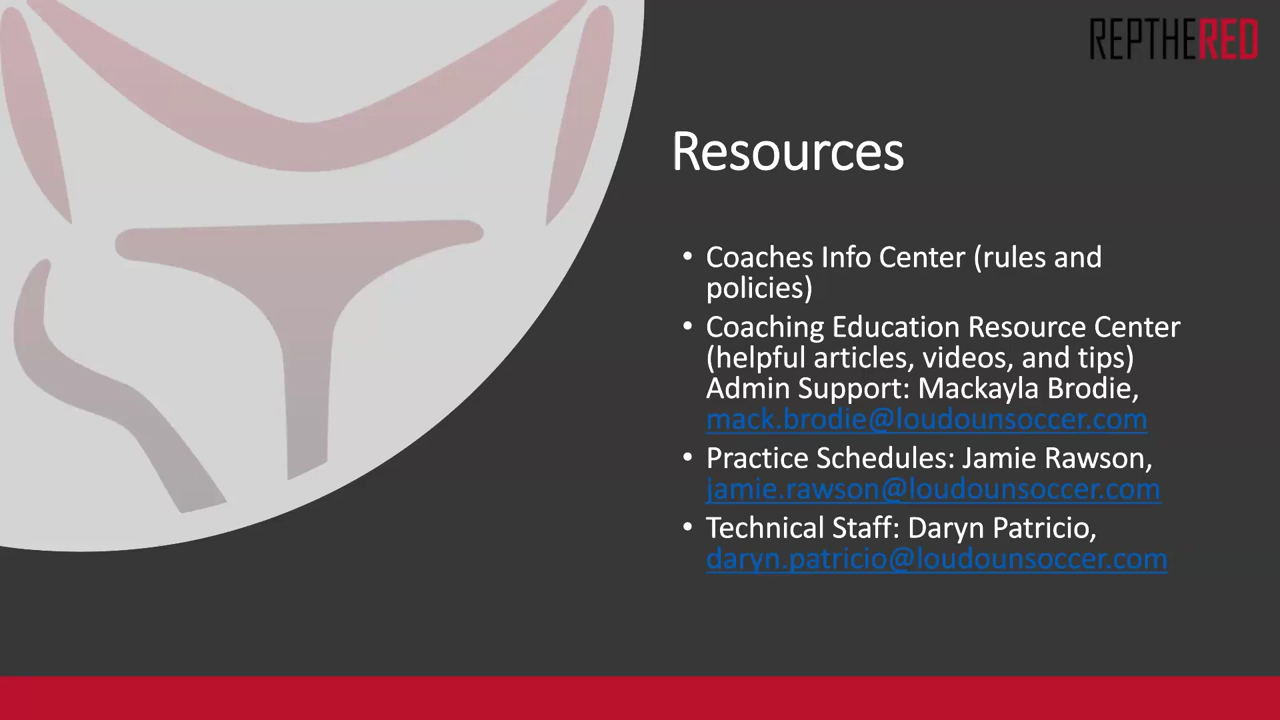 REPTHERED
Resources
• Coaches Info Center (rules and
policies)
• Coaching Education Resource Center
(helpful articles, videos, and tips)
Admin Support: Mackayla Brodie,
mack.brodie@loudounsoccer.com
• Practice Schedules: Jamie Rawson,
jamie.rawson@loudounsoccer.com
• Technical Staff: Daryn Patricio,
daryn.patricio@loudounsoccer.com